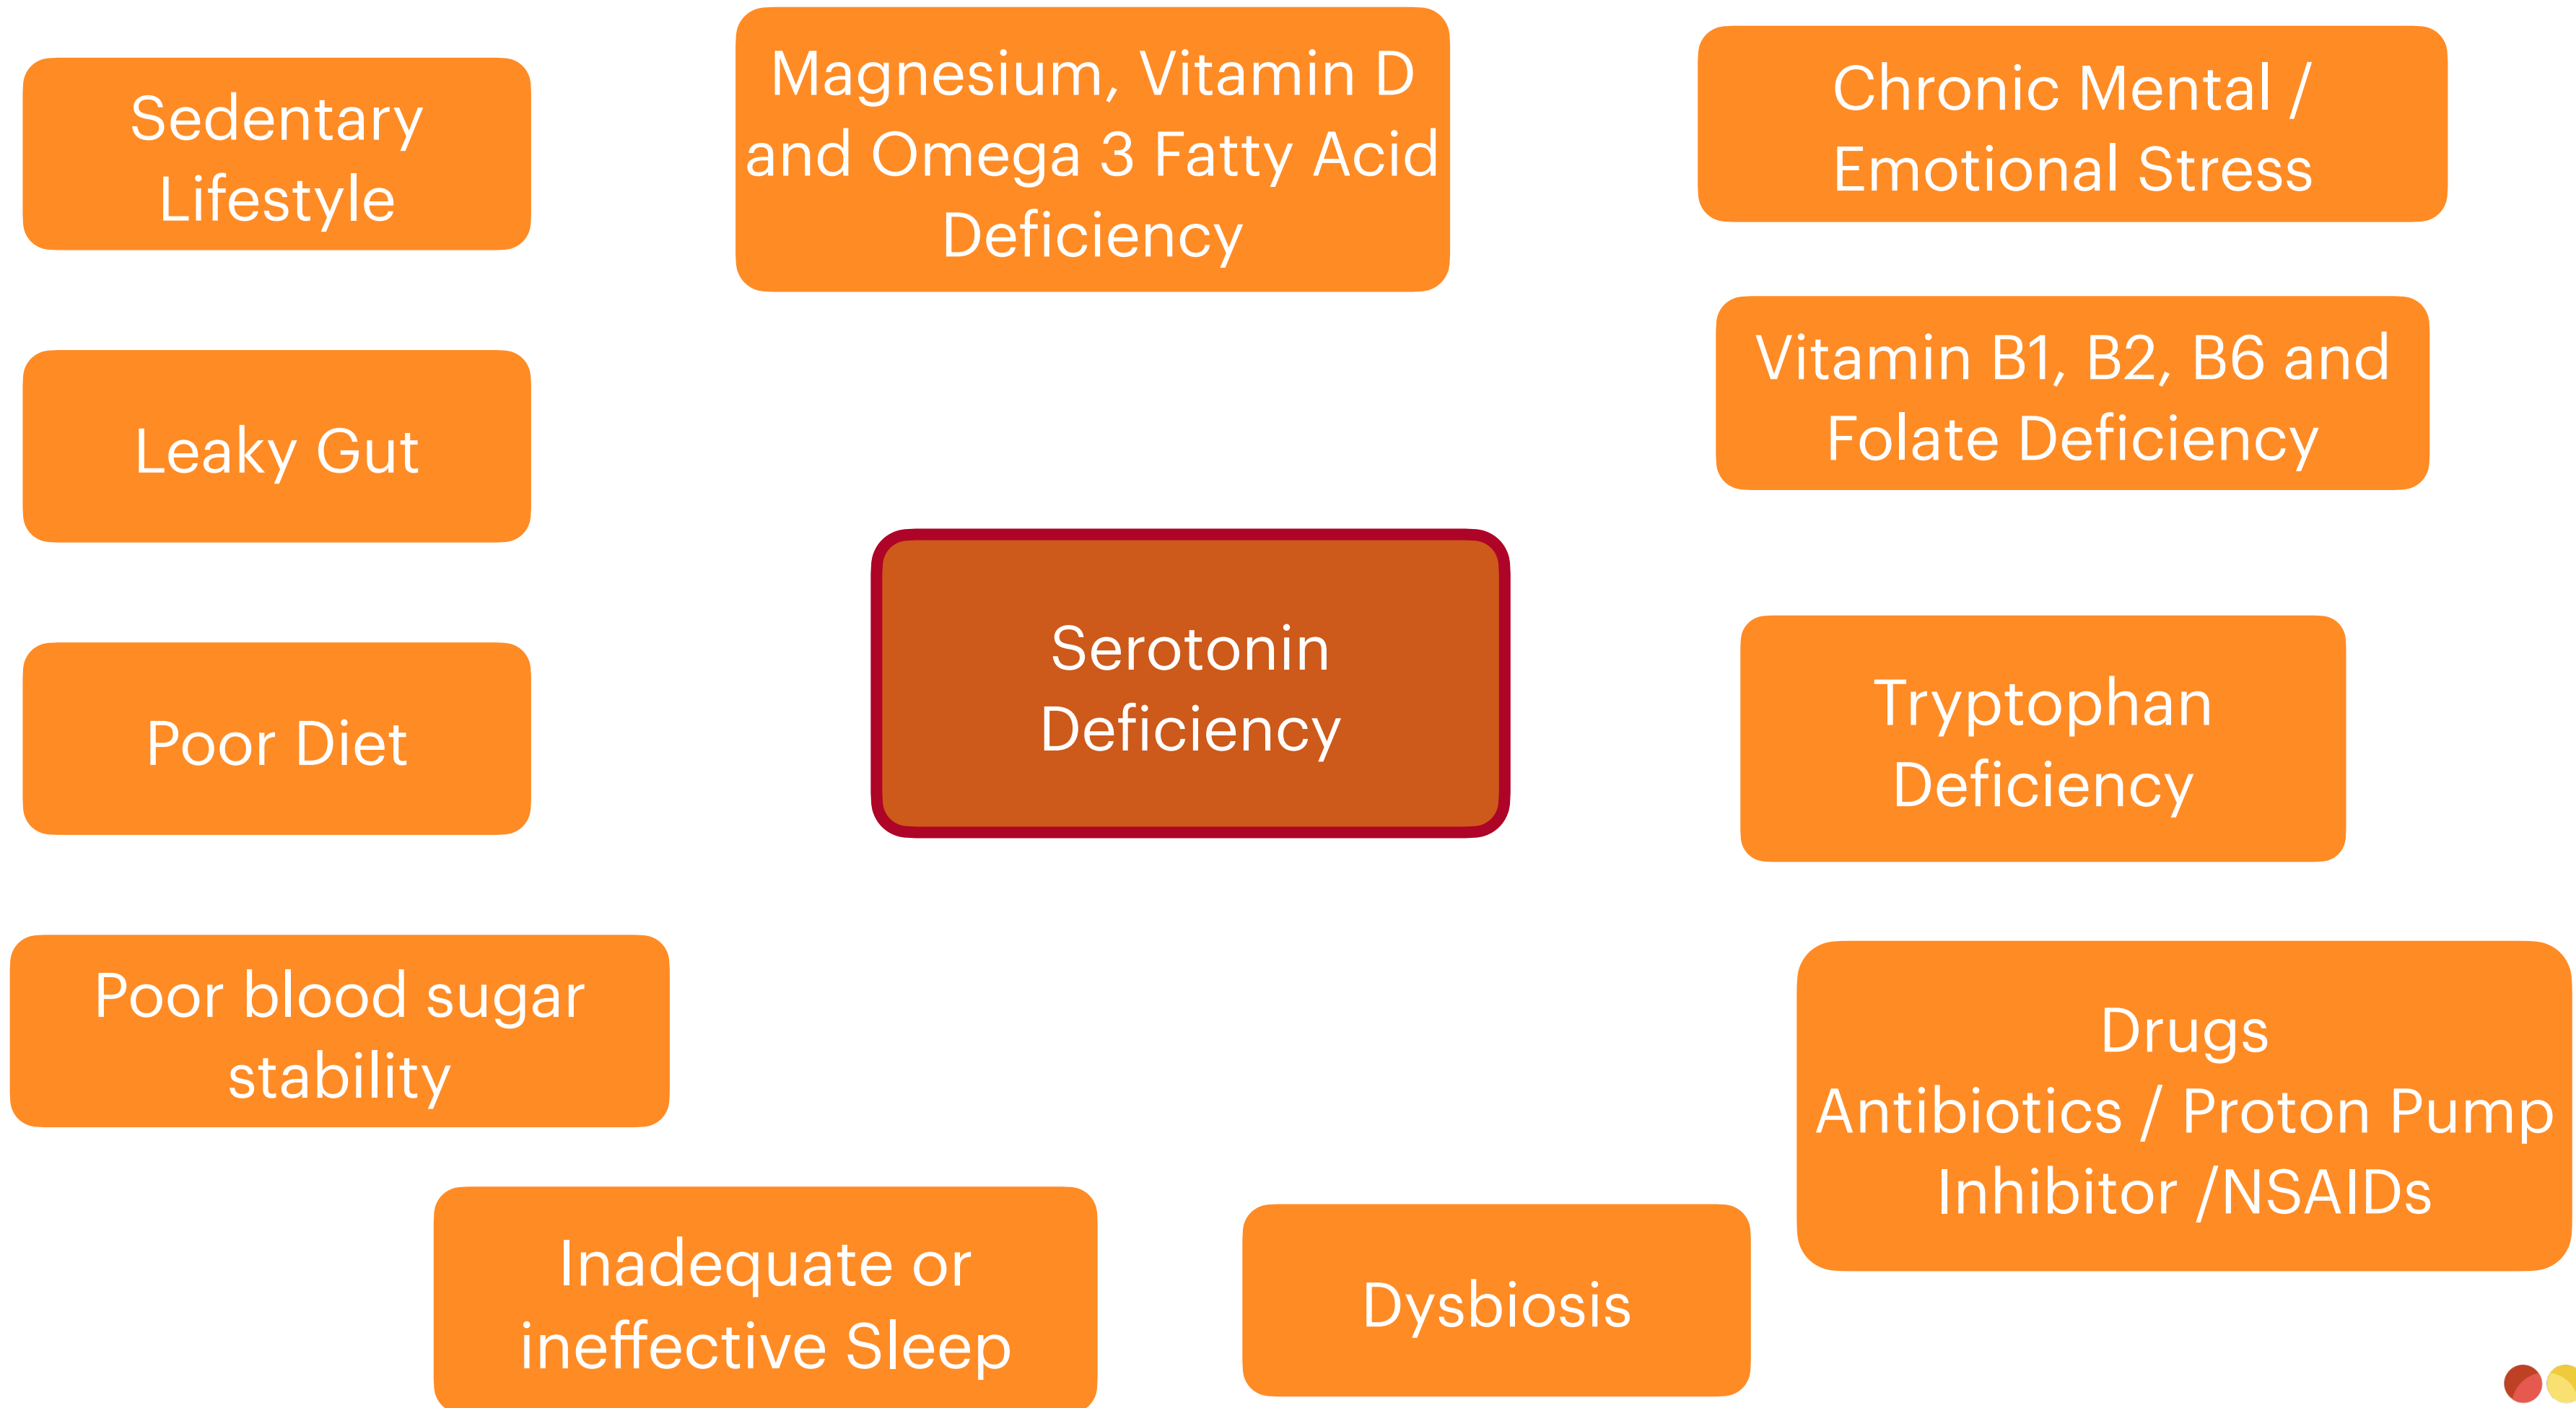 Sedentary
Lifestyle
Magnesium, Vitamin D
and Omega 3 Fatty Acid
Deficiency
Chronic Mental /
Emotional Stress
Leaky Gut
Vitamin B1, B2, B6 and
Folate Deficiency
Poor Diet
Serotonin
Deficiency
Tryptophan
Deficiency
Poor blood sugar
stability
Drugs
Antibiotics / Proton Pump
Inhibitor /NSAIDs
Inadequate or
ineffective Sleep
Dysbiosis